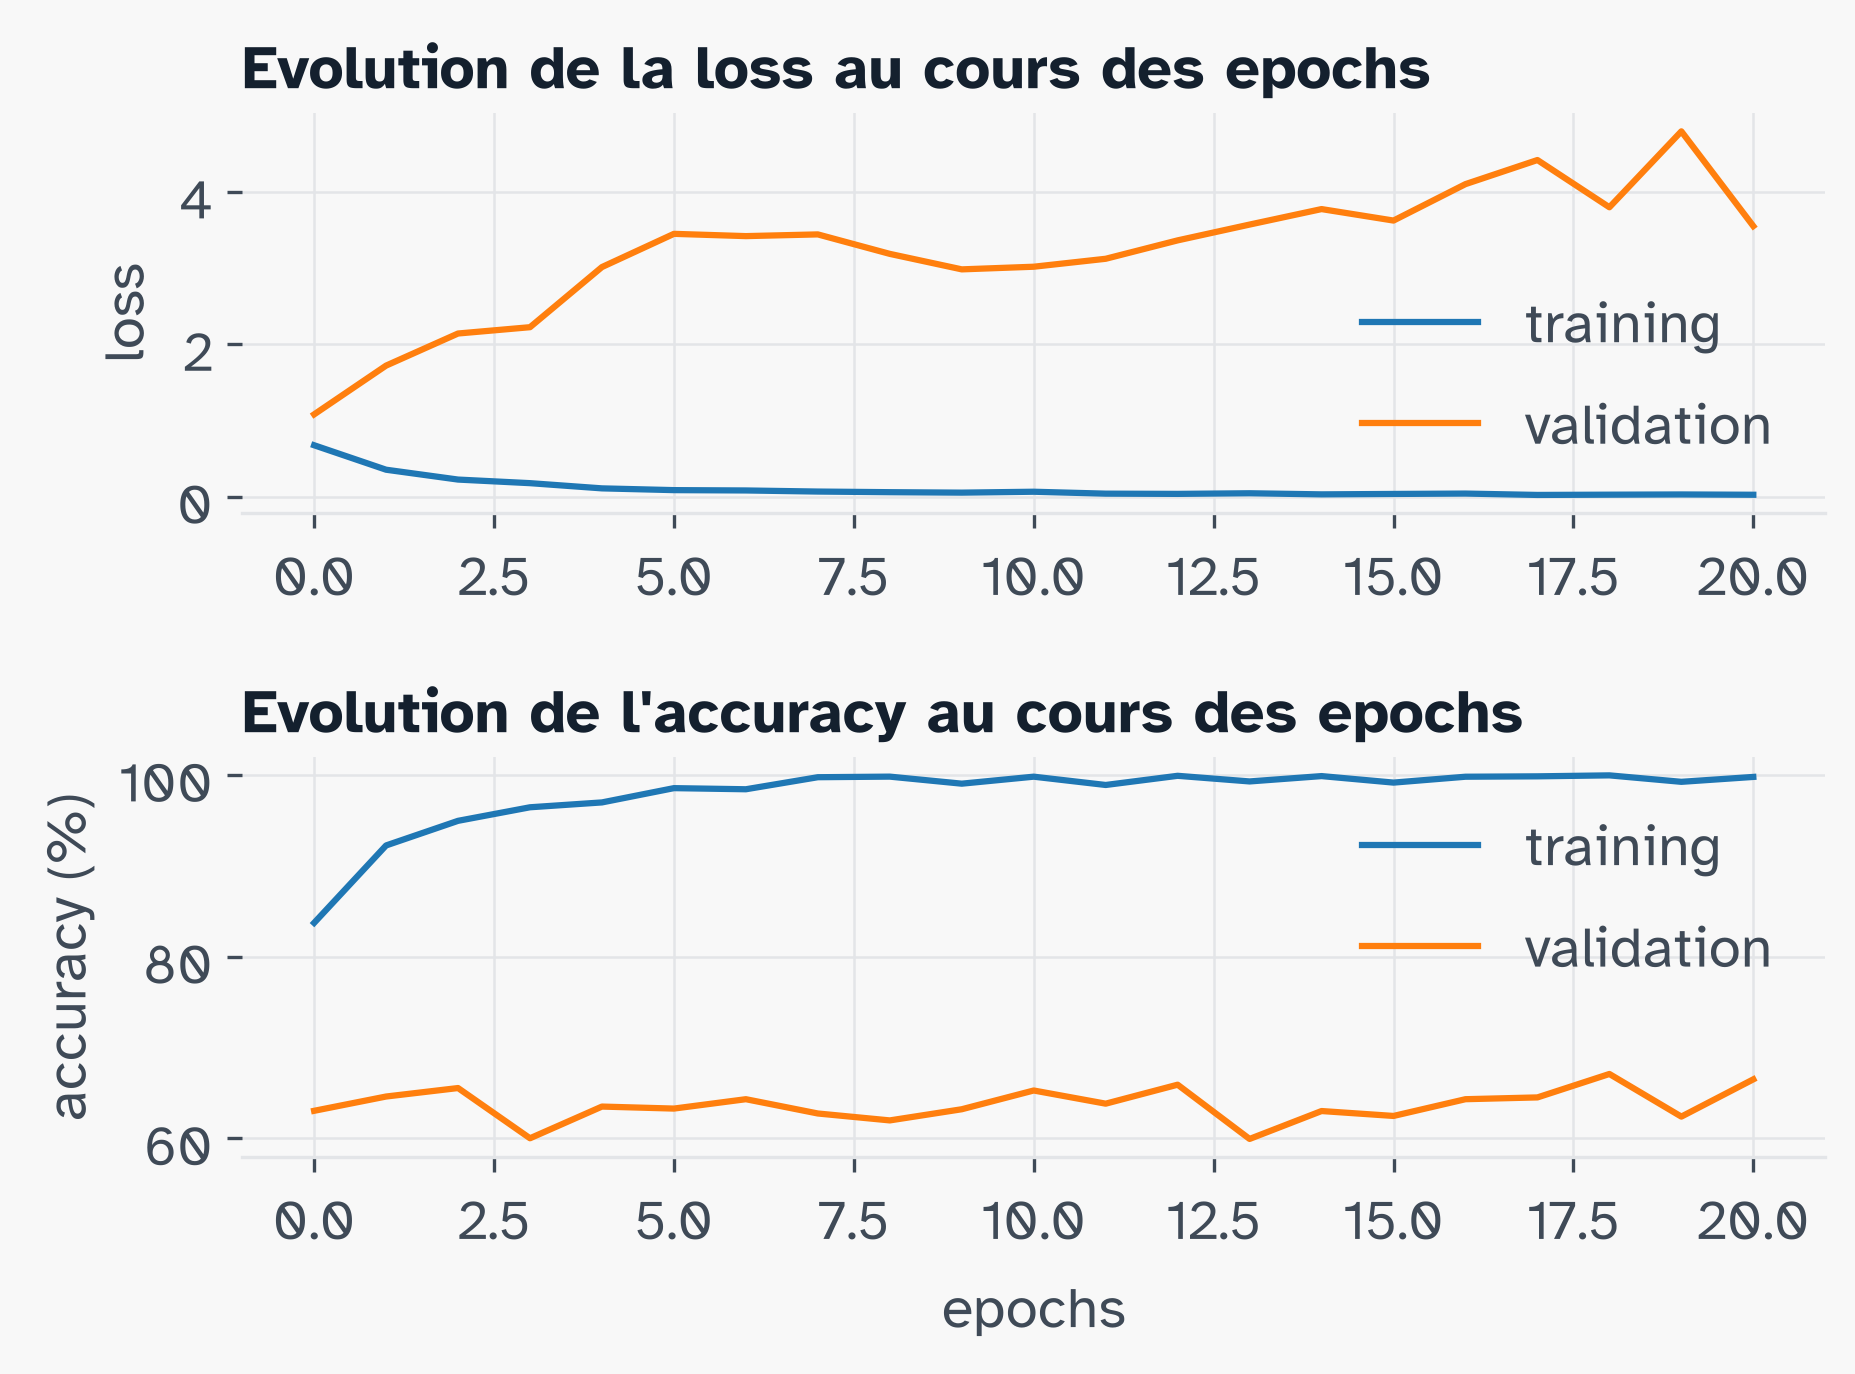 Evolution de la loss au cours des epochs
loss
4
2
0
training
validation
0.0 2.5 5.0 7.5 10.0 12.5 15.0 17.5 20.0
Evolution de l'accuracy au cours des epochs
accuracy (%)
100
80
60
training
validation
0.0 2.5 5.0 7.5 10.0 12.5 15.0 17.5 20.0
epochs